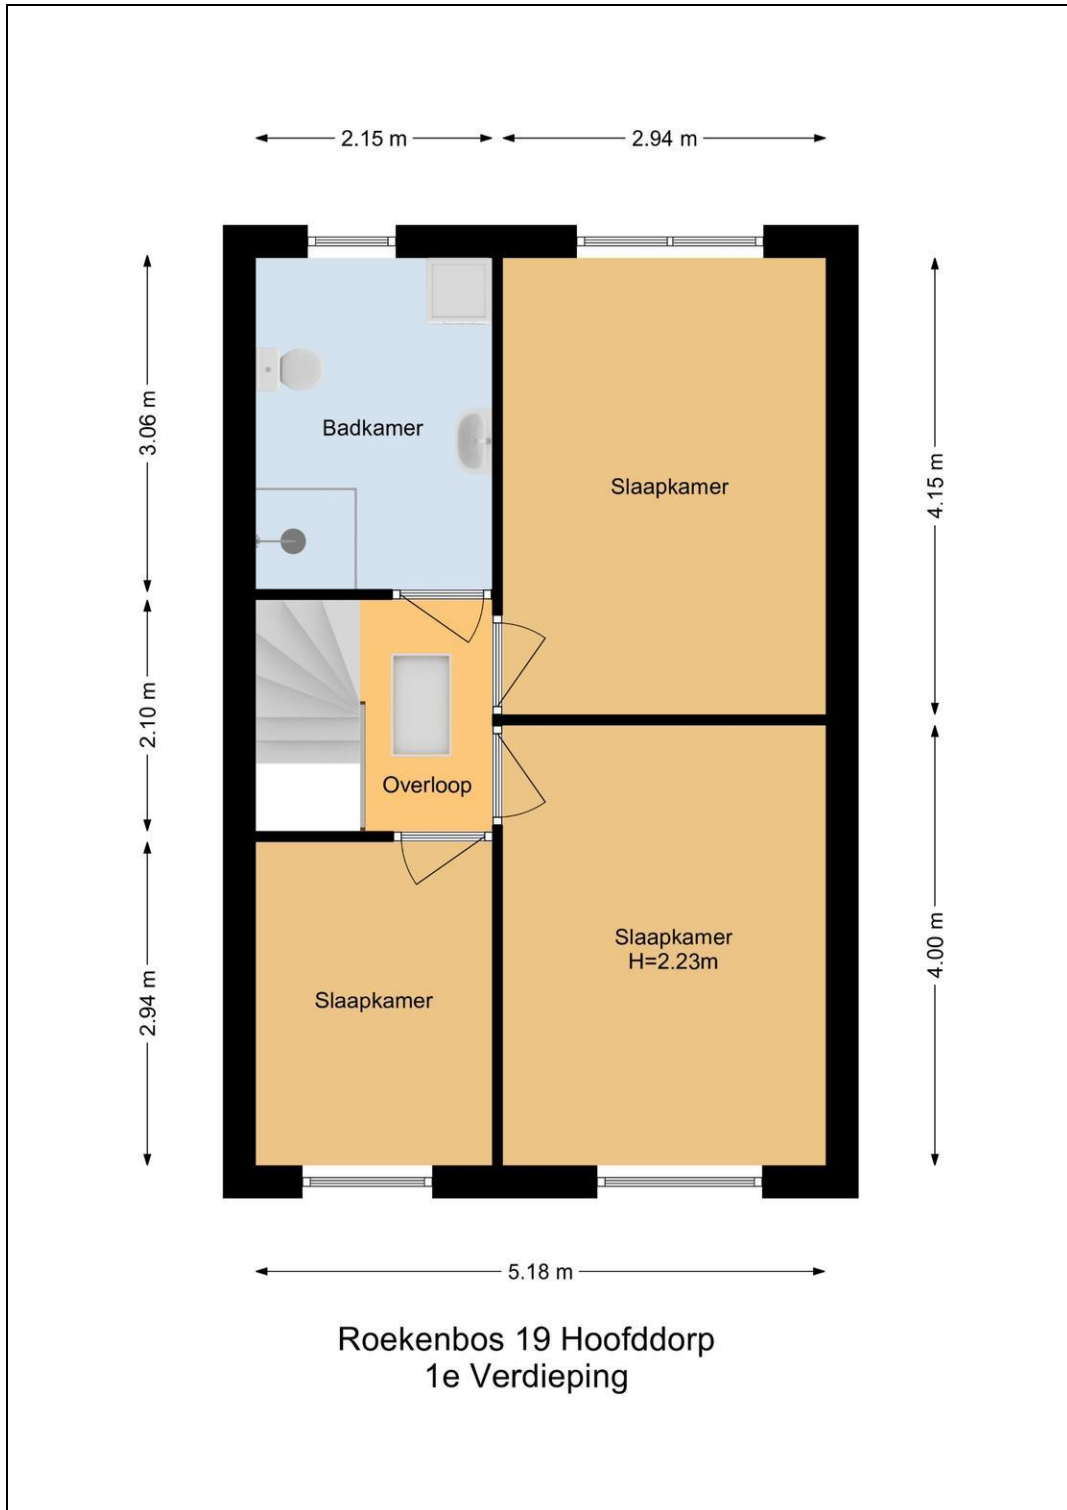 2.15 m
2.94 m
3.06 m
Badkamer
Slaapkamer
4.15 m
2.10 m
Overloop
2.94 m
Slaapkamer
Slaapkamer
H=2.23m
4.00 m
5.18 m
Roekenbos 19 Hoofddorp
1e Verdieping